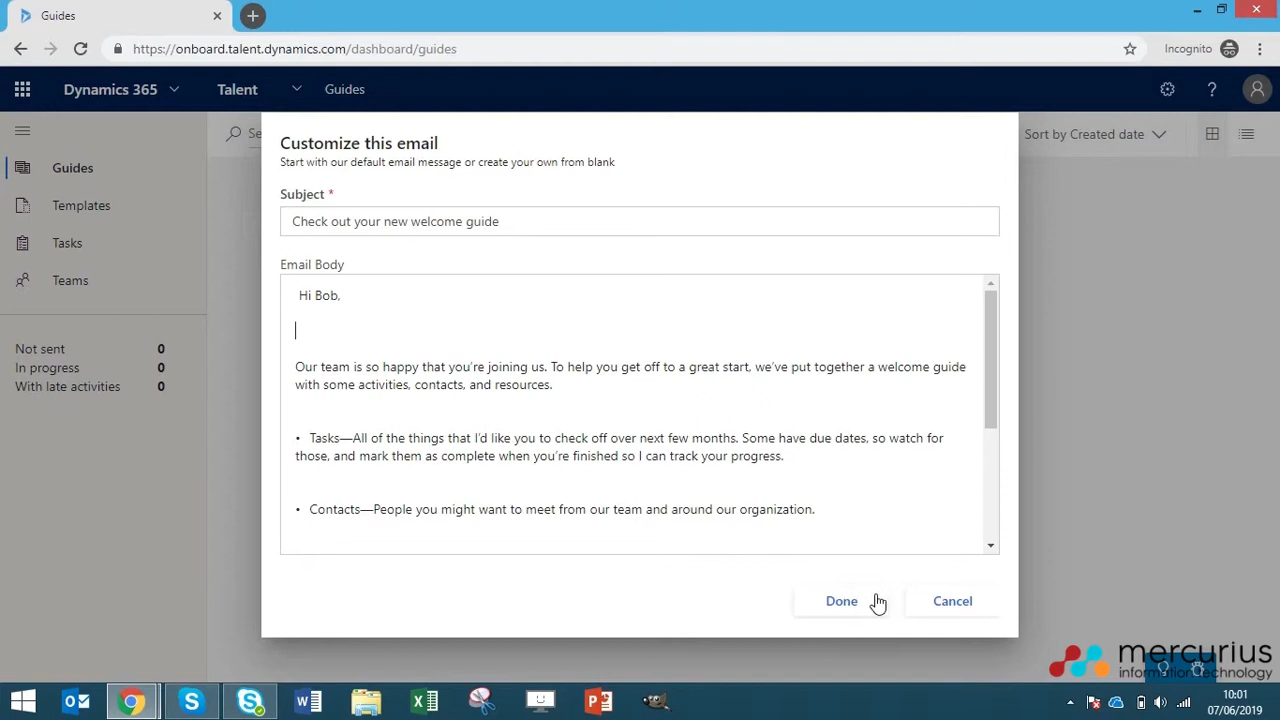 Guides
https://onboard.talent.dynamics.com/dashboard/guides
Incognito
Dynamics 365
Talent
Guides
Se
Sort by Created date
Guides
Templates
Tasks
Teams
Not sent 0
In progress 0
With late activities 0
Customize this email
Start with our default email message or create your own from blank
Subject *
Check out your new welcome guide
Email Body
Hi Bob,
Our team is so happy that you’re joining us. To help you get off to a great start, we’ve put together a welcome guide
with some activities, contacts, and resources.
• Tasks—All of the things that I’d like you to check off over next few months. Some have due dates, so watch for
those, and mark them as complete when you’re finished so I can track your progress.
• Contacts—People you might want to meet from our team and around our organization.
Done
Cancel
mercurius
information technology
10:01
07/06/2019